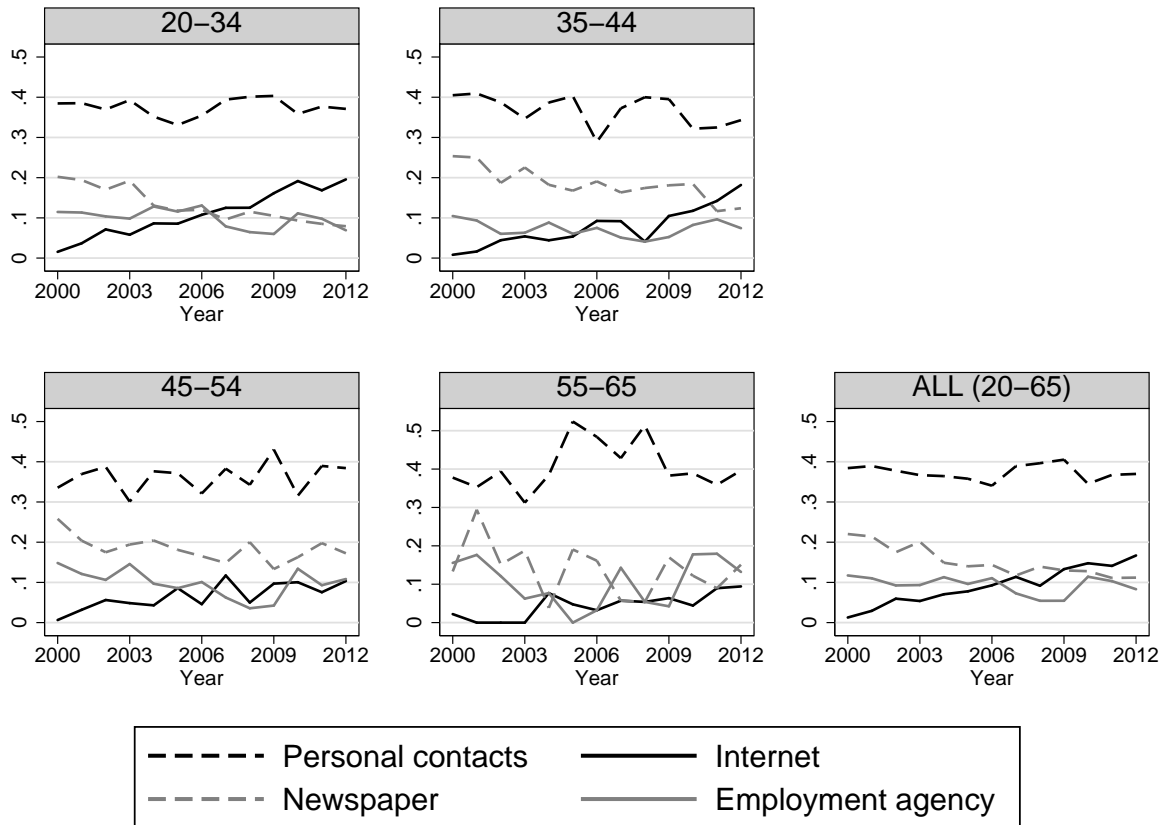 20−34
35−44
.5
.4
.3
.2
.1
0
2000 2003 2006 2009 2012
Year
.5
.4
.3
.2
.1
0
2000 2003 2006 2009 2012
Year
45−54
55−65
ALL (20−65)
.5
.4
.3
.2
.1
0
2000 2003 2006 2009 2012
Year
.5
.4
.3
.2
.1
0
2000 2003 2006 2009 2012
Year
.5
.4
.3
.2
.1
0
2000 2003 2006 2009 2012
Year
Personal contacts
Internet
Newspaper
Employment agency